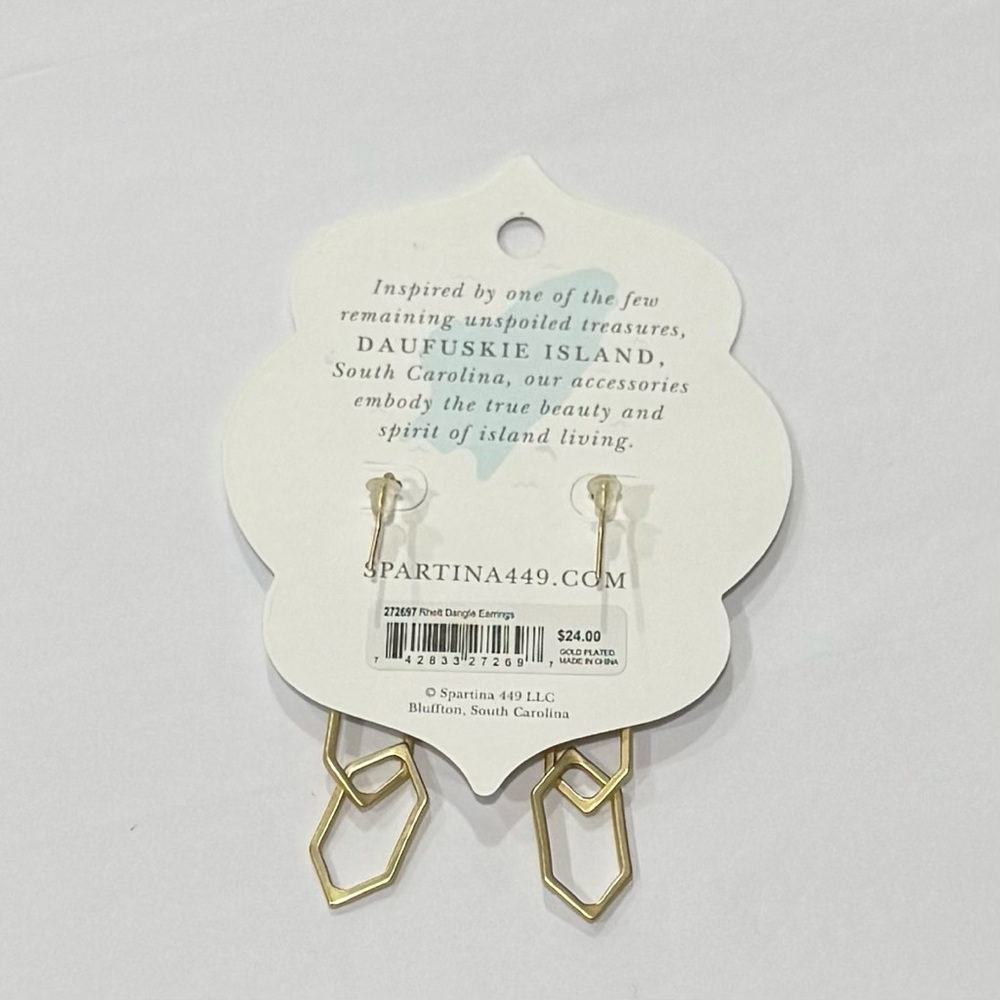 Inspired by one of the few
remaining unspoiled treasures,
DAUFUSKIE ISLAND,
South Carolina, our accessories
embody the true beauty and
spirit of island living.
SPARTINA449.COM
272697 Rhett Dangle Earrings
$24.00
GOLD PLATED
MADE IN CHINA
7 42833 27269 7
© Spartina 449 LLC
Bluffton, South Carolina